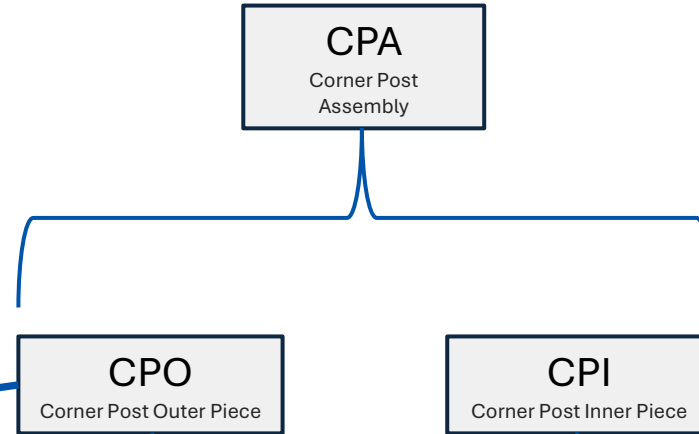 CPA
Corner Post
Assembly
CPO
Corner Post Outer Piece
CPI
Corner Post Inner Piece